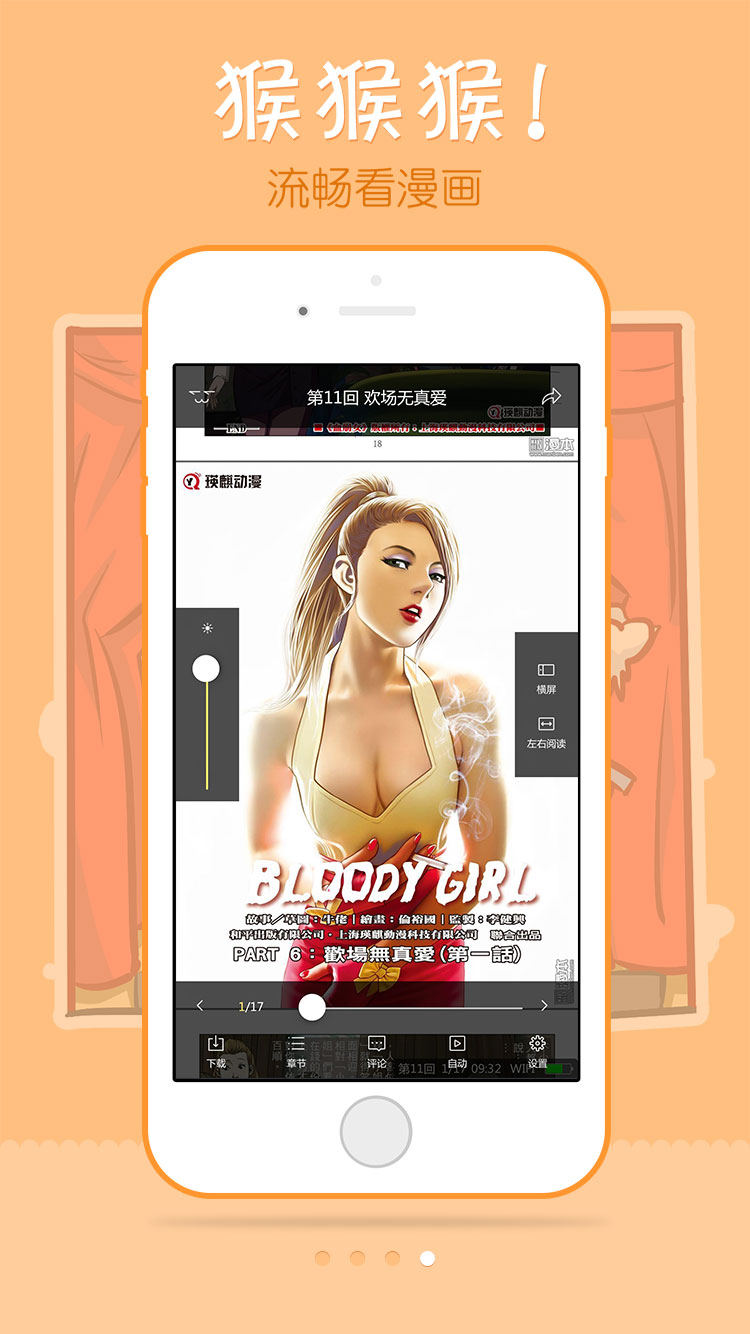 猴猴猴!
流畅看漫画
第11回 欢场无真爱
瑛麒动漫
END
18
漫本
瑛麒动漫
横屏
左右阅读
BLOODY GIRL
故事／草圖：牛佬 | 繪畫：倫裕國 | 監製：李健興
和平出版有限公司・上海瑛麒動漫科技有限公司 聯合出品
PART 6：歡場無真愛(第一話)
1/17
下载
章节
评论
自动
设置
第11回 1/17 09:32 WIFI